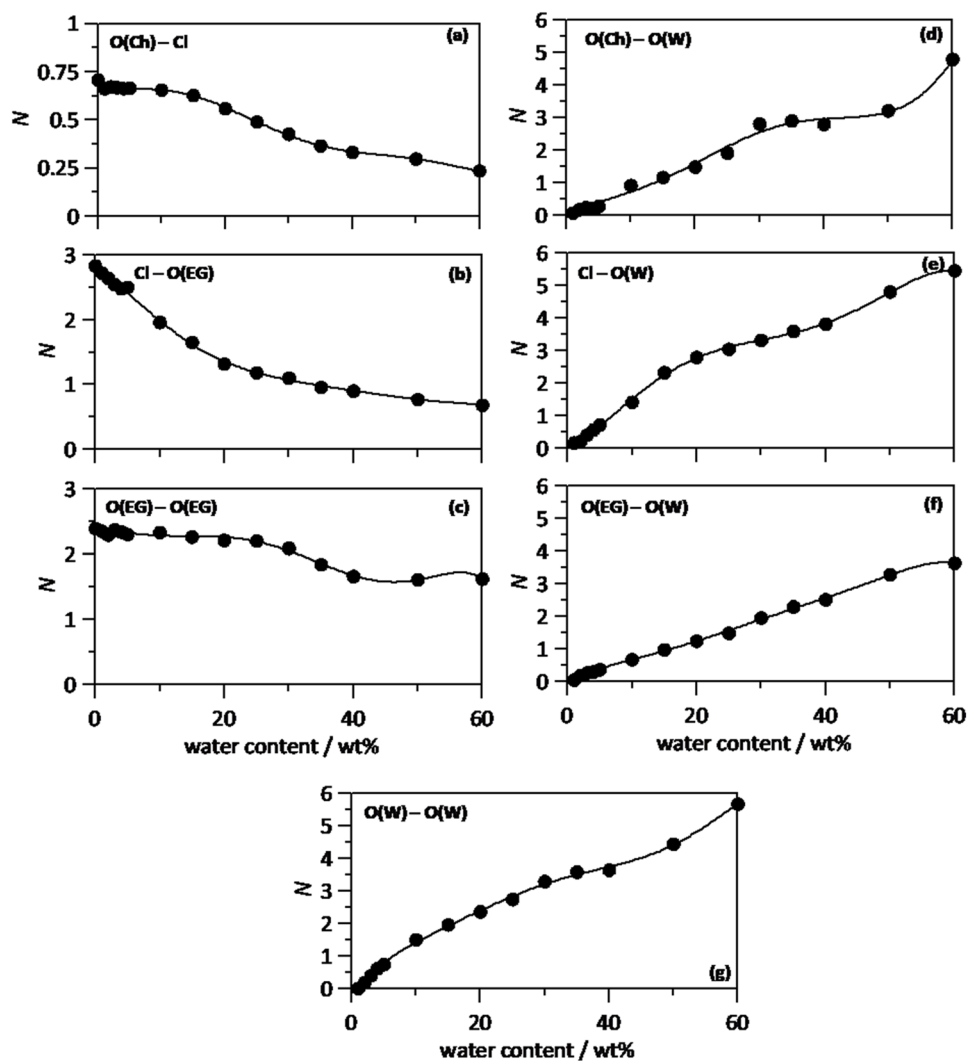 1
0.75
0.5
0.25
0
N
O(Ch) – Cl
(a)
6
5
4
3
2
1
0
N
O(Ch) – O(W)
(d)
3
2
1
0
N
Cl – O(EG)
(b)
6
5
4
3
2
1
0
N
Cl – O(W)
(e)
3
2
1
0
N
O(EG) – O(EG)
(c)
0 20 40 60
water content / wt%
6
5
4
3
2
1
0
N
O(EG) – O(W)
(f)
0 20 40 60
water content / wt%
6
5
4
3
2
1
0
N
O(W) – O(W)
(g)
0 20 40 60
water content / wt%